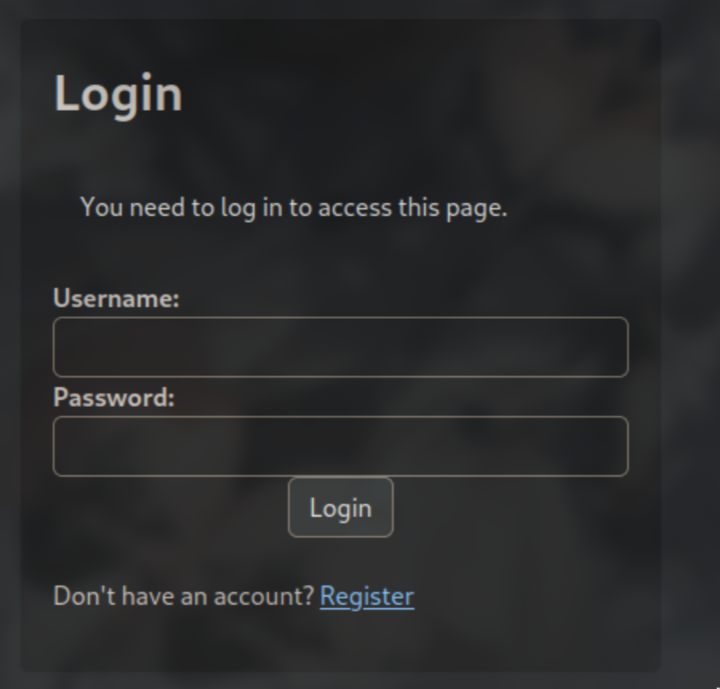 Login
You need to log in to access this page.
Username:
Password:
Login
Don't have an account? Register